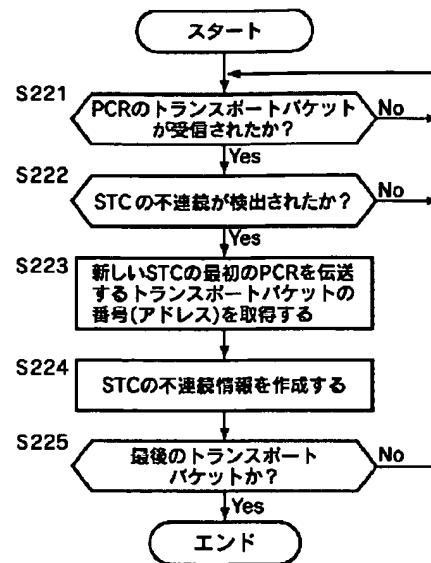 スタート
S221
PCRのトランスポートパケット
が受信されたか?
No
Yes
S222
STCの不連続が検出されたか?
No
Yes
S223
新しいSTCの最初のPCRを伝送
するトランスポートパケットの
番号(アドレス)を取得する
S224
STCの不連続情報を作成する
S225
最後のトランスポート
パケットか?
No
Yes
エンド